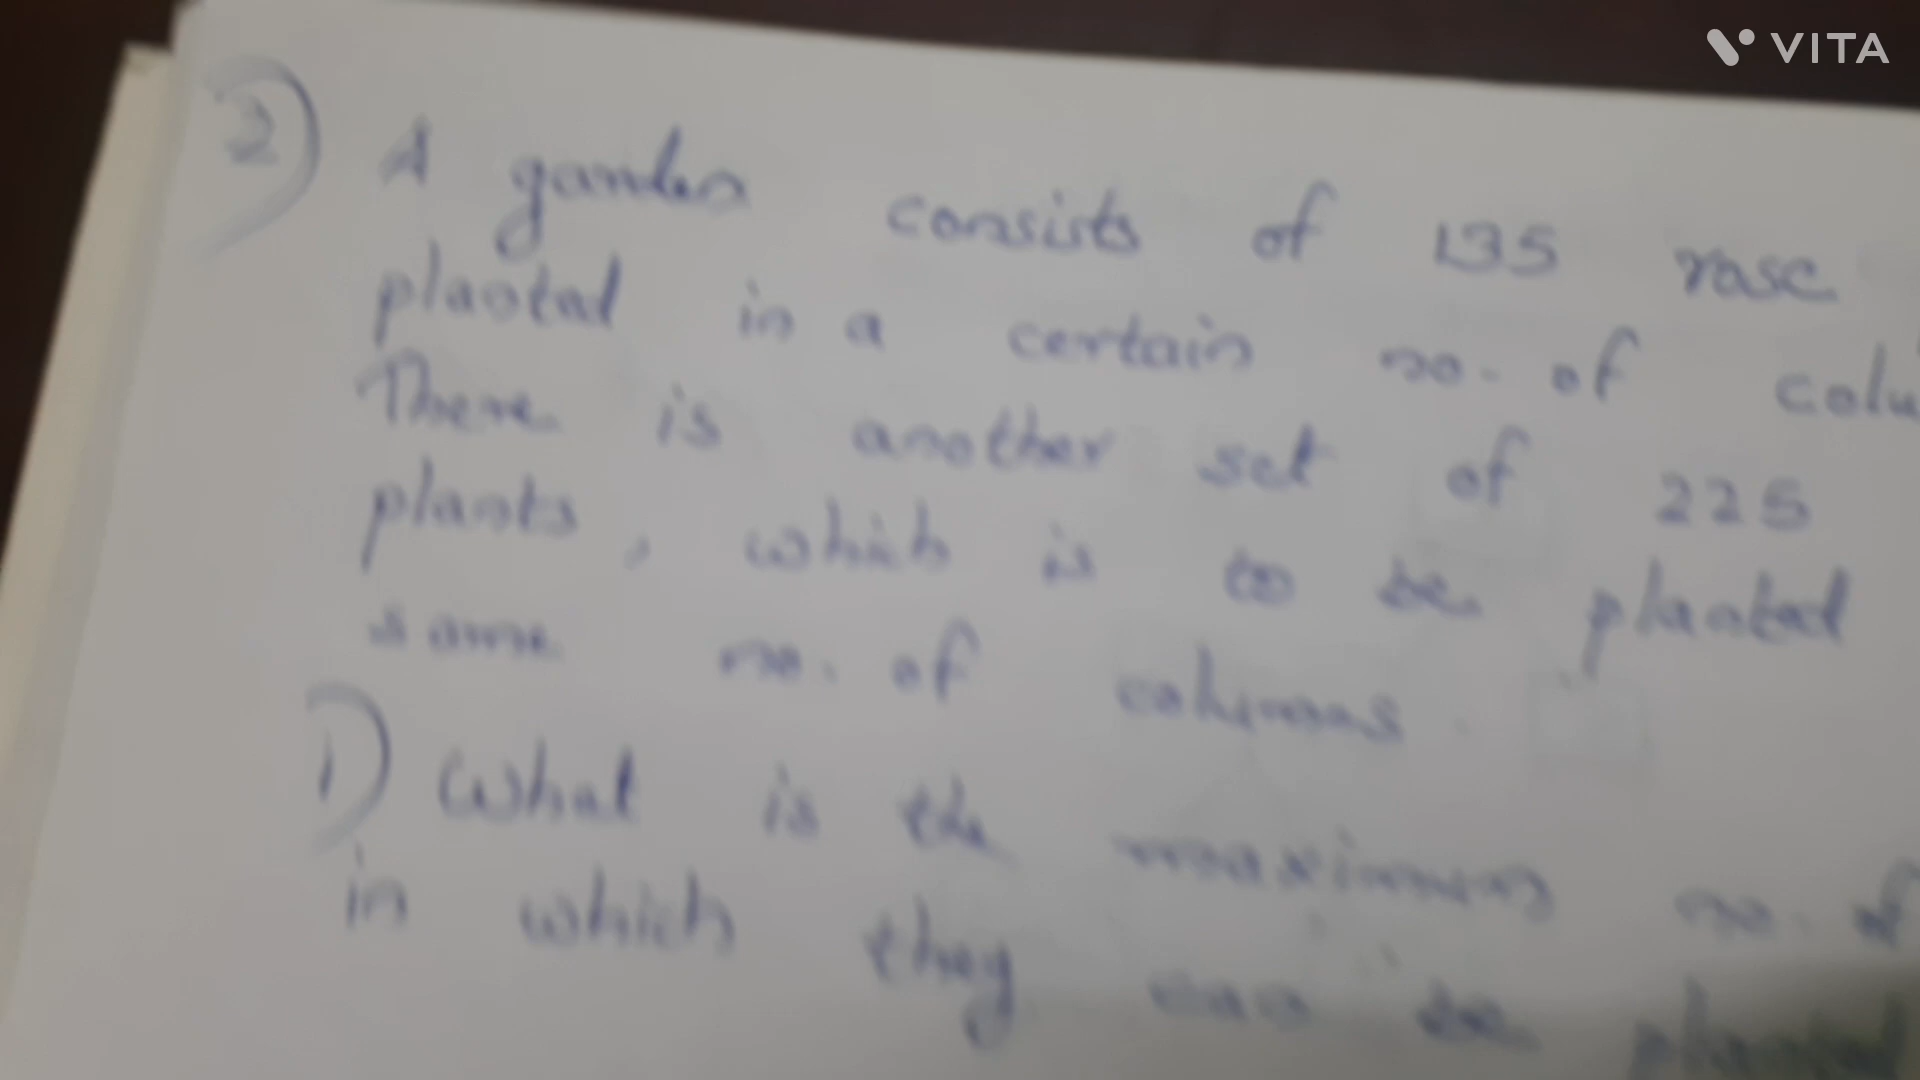 VITA
2) A garden consists of 135 rose
planted in a certain no. of colu
There is another set of 225
plants, which is to be planted
same no. of columns.
1) What is the maximum no. of
in which they can be planted